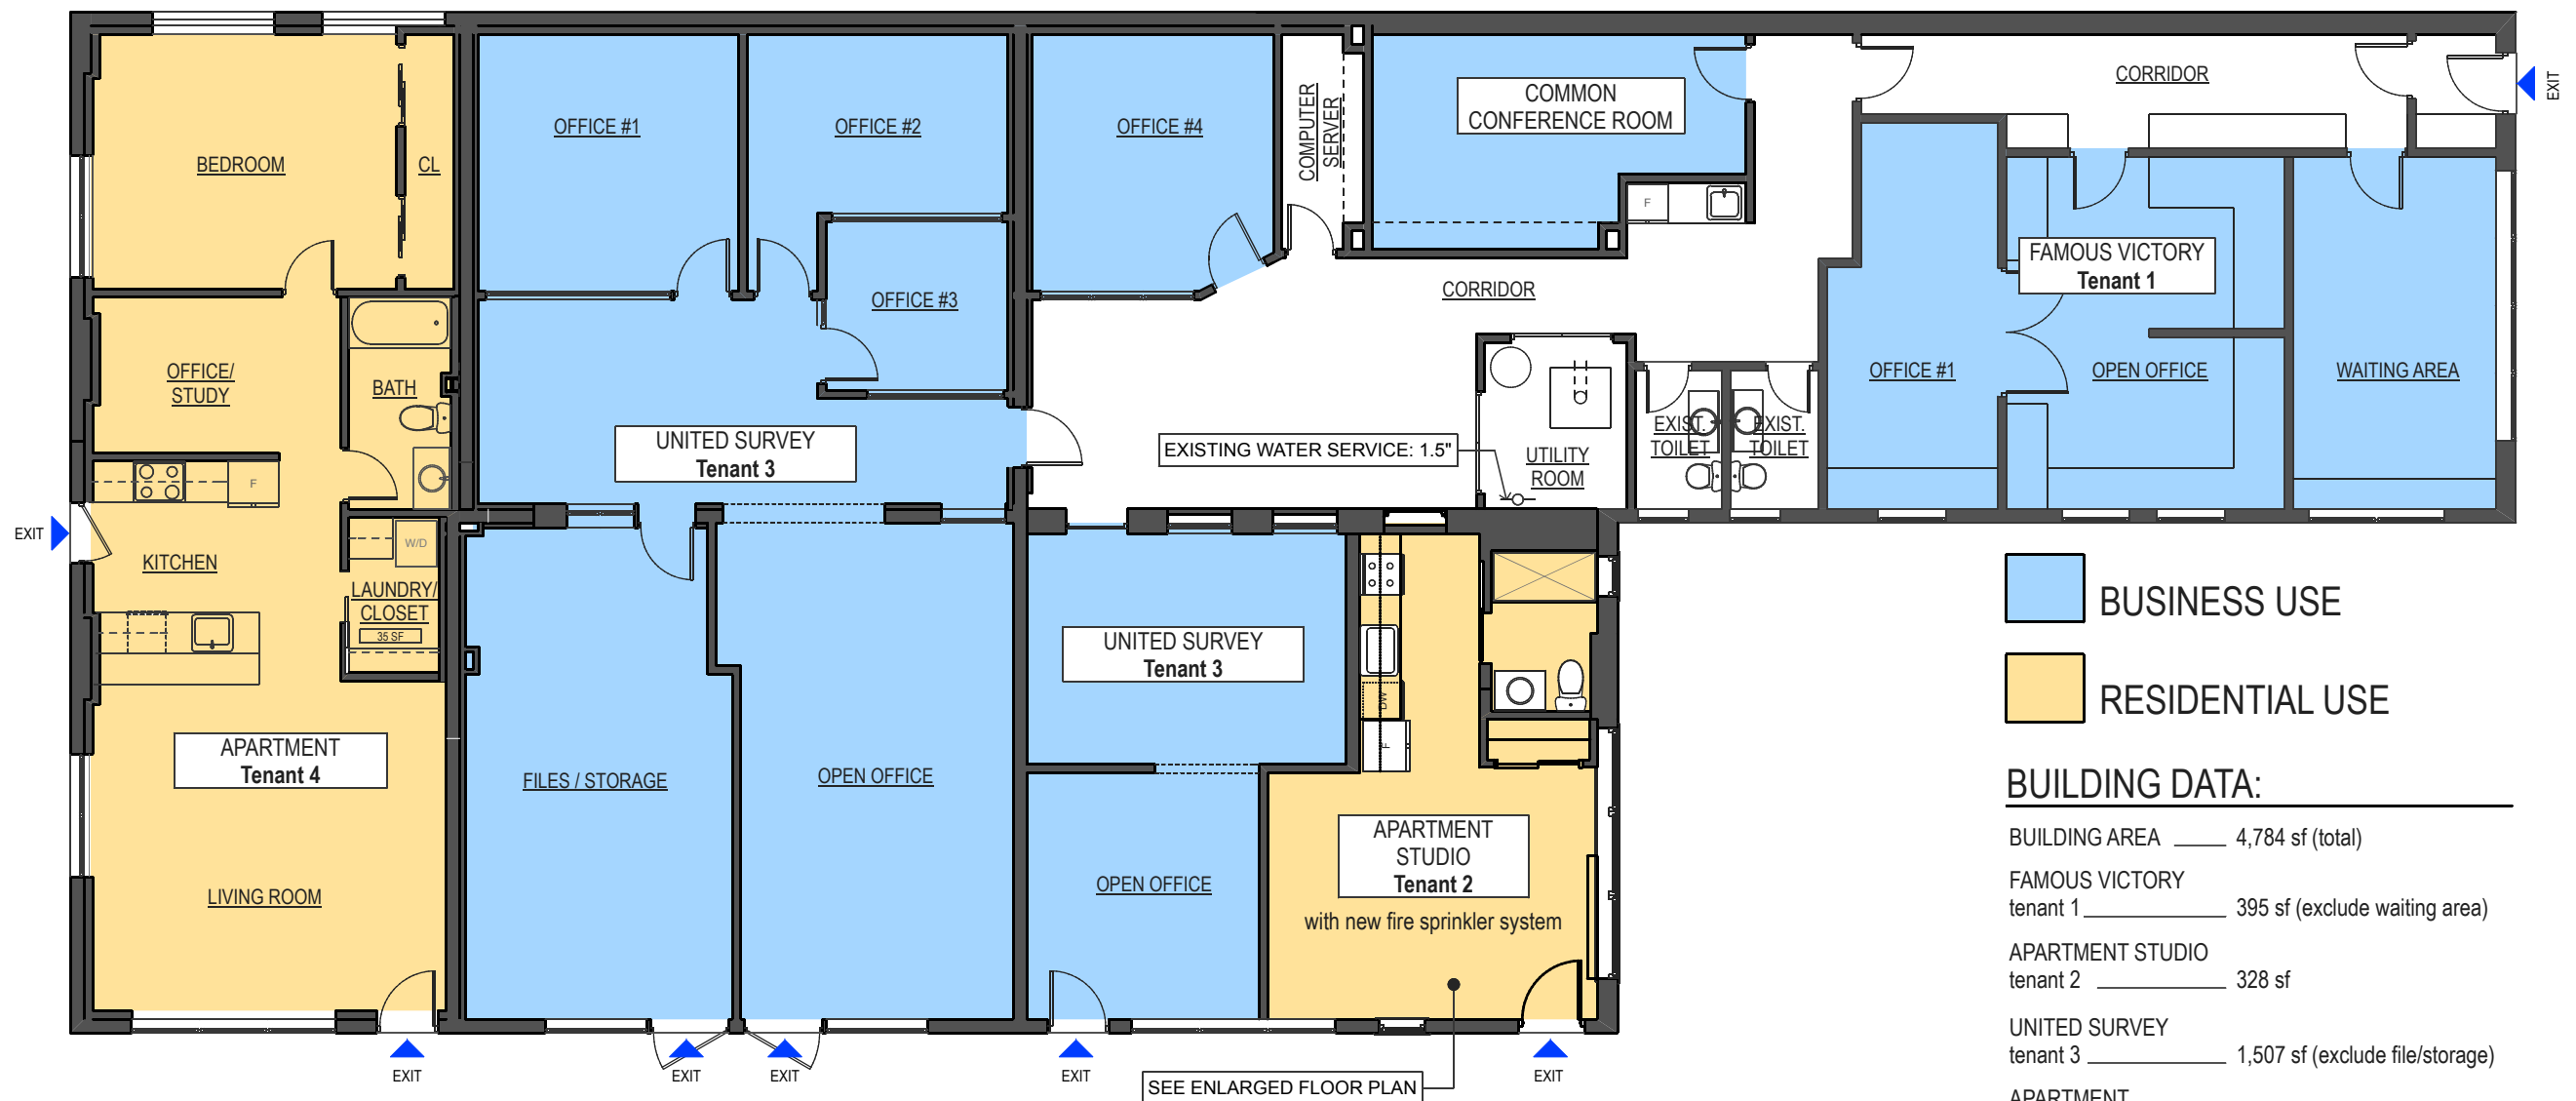 BEDROOM
CL
OFFICE #1
OFFICE #2
OFFICE #4
COMPUTER
SERVER
COMMON
CONFERENCE ROOM
CORRIDOR
EXIT
F
OFFICE #3
CORRIDOR
FAMOUS VICTORY
Tenant 1
OFFICE/
STUDY
BATH
OFFICE #1
OPEN OFFICE
WAITING AREA
UNITED SURVEY
Tenant 3
EXISTING WATER SERVICE: 1.5"
UTILITY
ROOM
EXIST.
TOILET
EXIST.
TOILET
F
EXIT
KITCHEN
W/D
LAUNDRY/
CLOSET
35 SF
UNITED SURVEY
Tenant 3
DW
F
APARTMENT
Tenant 4
FILES / STORAGE
OPEN OFFICE
LIVING ROOM
OPEN OFFICE
APARTMENT
STUDIO
Tenant 2
with new fire sprinkler system
EXIT
EXIT
EXIT
EXIT
EXIT
SEE ENLARGED FLOOR PLAN
BUSINESS USE
RESIDENTIAL USE
BUILDING DATA:
BUILDING AREA 4,784 sf (total)
FAMOUS VICTORY
tenant 1 395 sf (exclude waiting area)
APARTMENT STUDIO
tenant 2 328 sf
UNITED SURVEY
tenant 3 1,507 sf (exclude file/storage)
APARTMENT